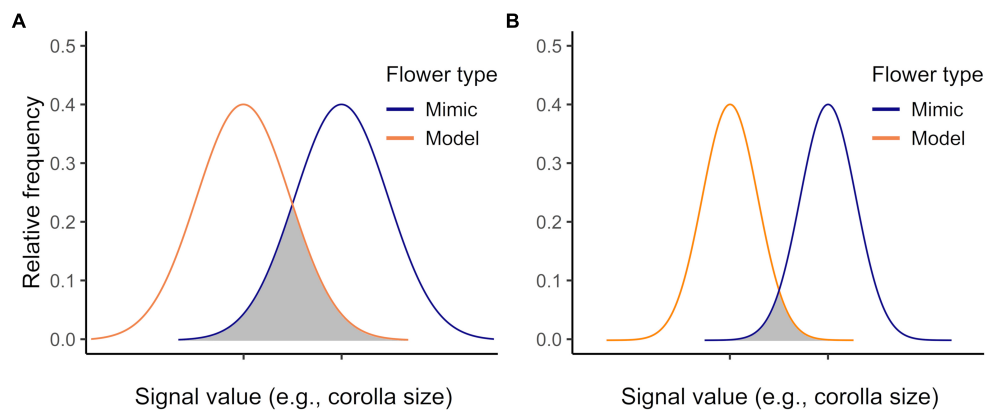 A
0.5
0.4
0.3
0.2
0.1
0.0
Relative frequency
Flower type
Mimic
Model
Signal value (e.g., corolla size)
B
0.5
0.4
0.3
0.2
0.1
0.0
Flower type
Mimic
Model
Signal value (e.g., corolla size)